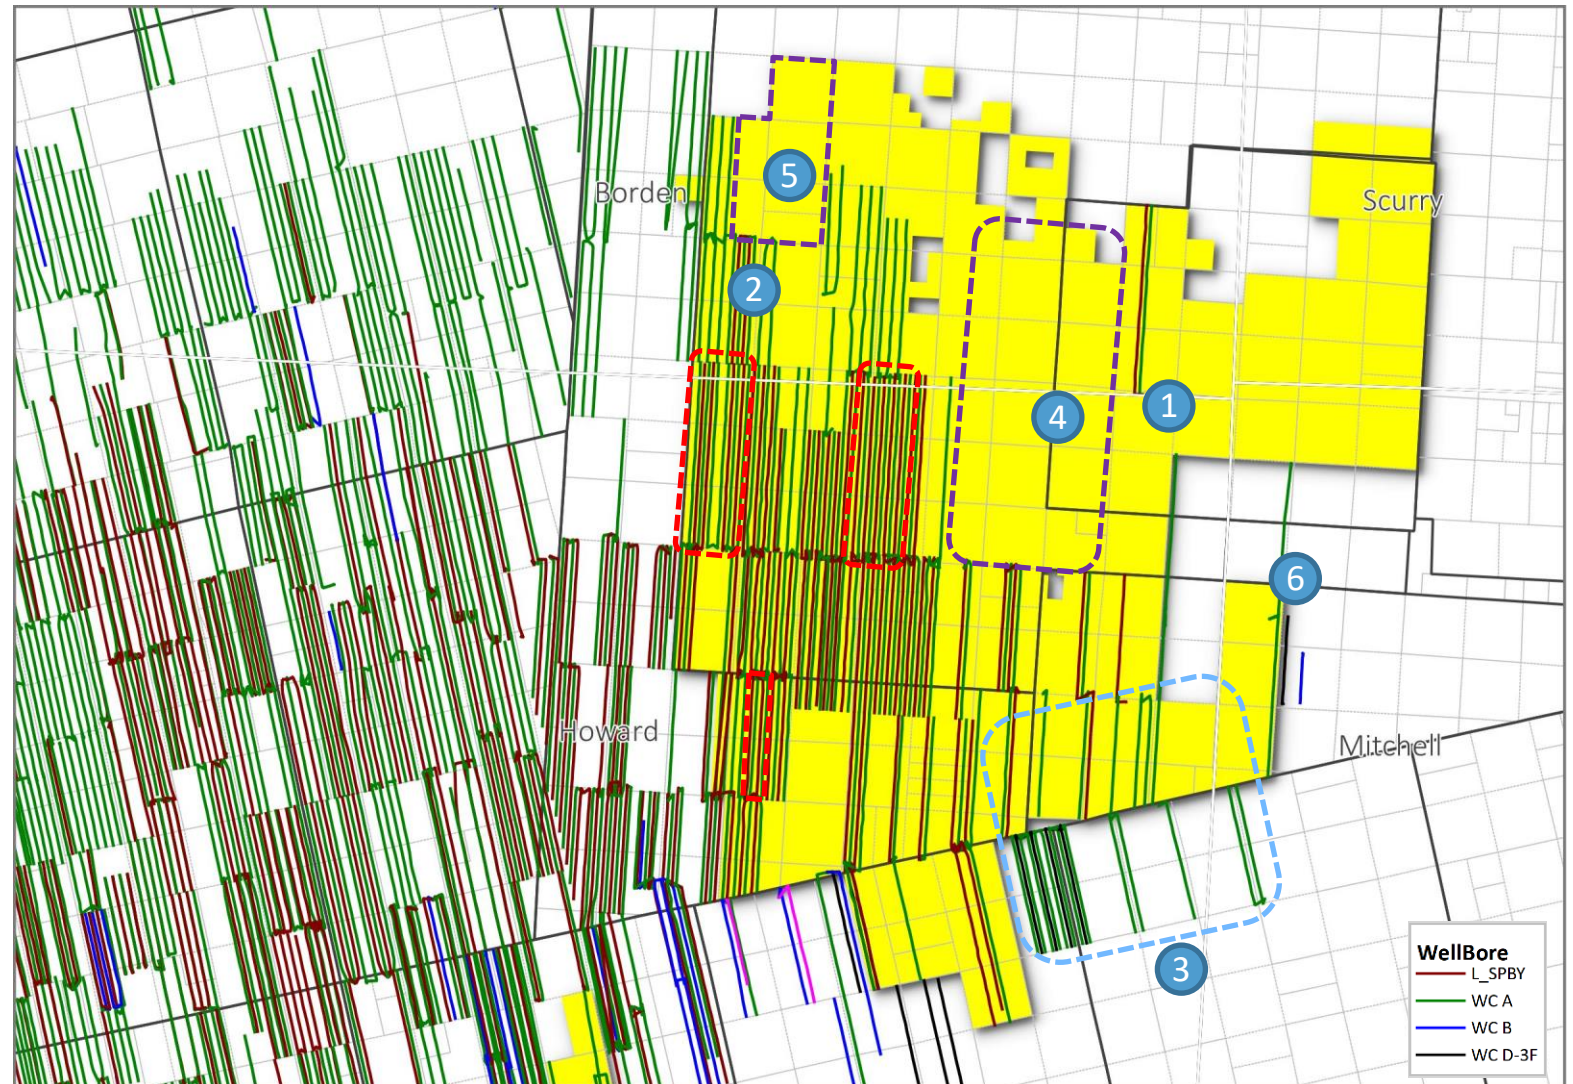 5
Borden
Scurry
2
4
1
6
Howard
Mitchell
3
WellBore
L_SPBY
WC A
WC B
WC D-3F